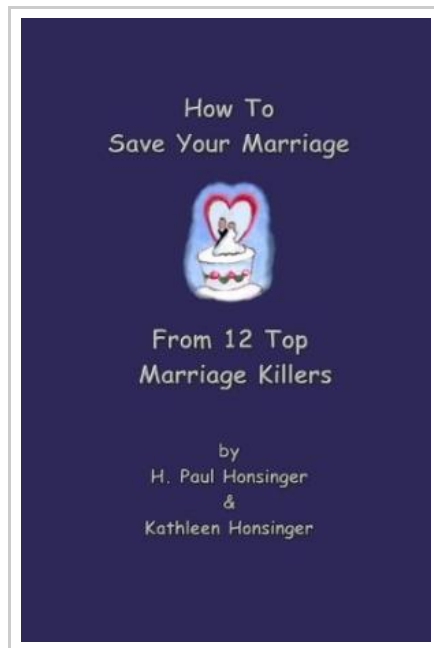 How To
Save Your Marriage
From 12 Top
Marriage Killers
by
H. Paul Honsinger
&
Kathleen Honsinger